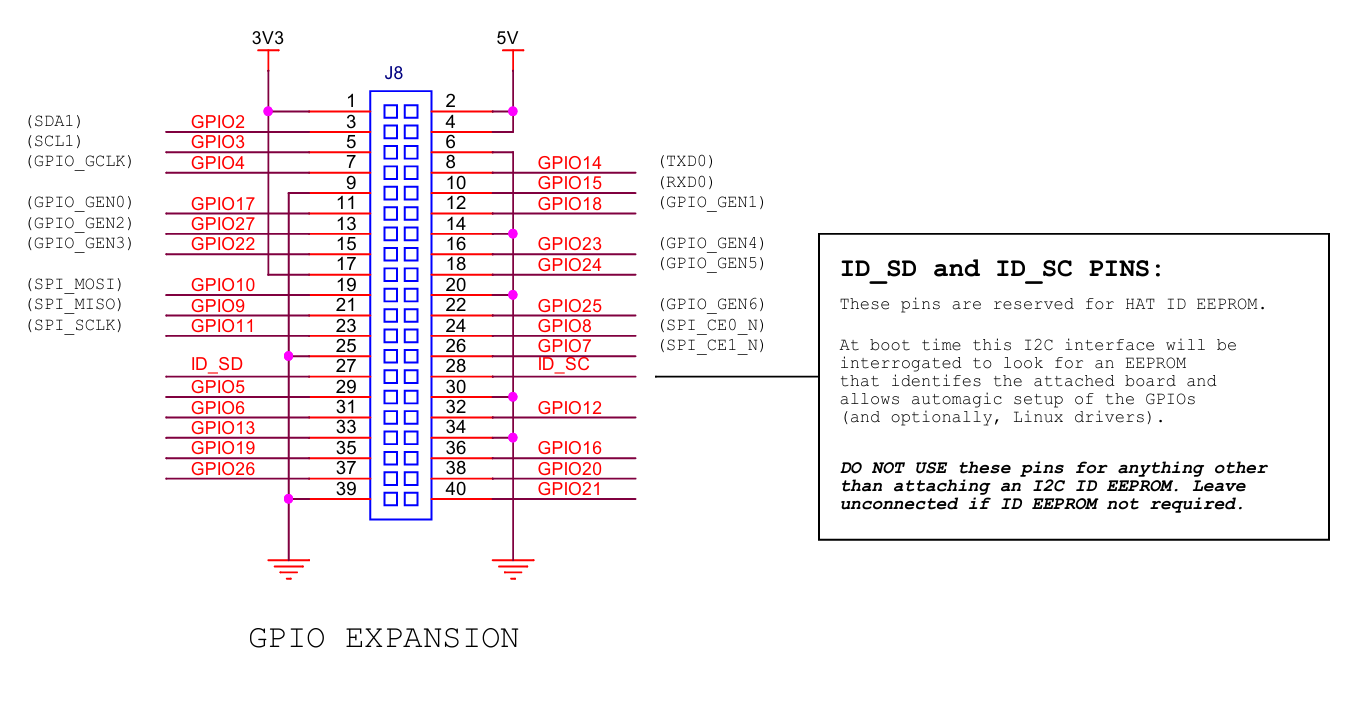 3V3 5V
J8
1 2
(SDA1) GPIO2 3 4
(SCL1) GPIO3 5 6
(GPIO_GCLK) GPIO4 7 8 GPIO14 (TXD0)
9 10 GPIO15 (RXD0)
(GPIO_GEN0) GPIO17 11 12 GPIO18 (GPIO_GEN1)
(GPIO_GEN2) GPIO27 13 14
(GPIO_GEN3) GPIO22 15 16 GPIO23 (GPIO_GEN4)
17 18 GPIO24 (GPIO_GEN5)
(SPI_MOSI) GPIO10 19 20
(SPI_MISO) GPIO9 21 22 GPIO25 (GPIO_GEN6)
(SPI_SCLK) GPIO11 23 24 GPIO8 (SPI_CE0_N)
25 26 GPIO7 (SPI_CE1_N)
ID_SD 27 28 ID_SC
GPIO5 29 30
GPIO6 31 32 GPIO12
GPIO13 33 34
GPIO19 35 36 GPIO16
GPIO26 37 38 GPIO20
39 40 GPIO21
ID_SD and ID_SC PINS:
These pins are reserved for HAT ID EEPROM.
At boot time this I2C interface will be
interrogated to look for an EEPROM
that identifes the attached board and
allows automagic setup of the GPIOs
(and optionally, Linux drivers).
DO NOT USE these pins for anything other
than attaching an I2C ID EEPROM. Leave
unconnected if ID EEPROM not required.
GPIO EXPANSION